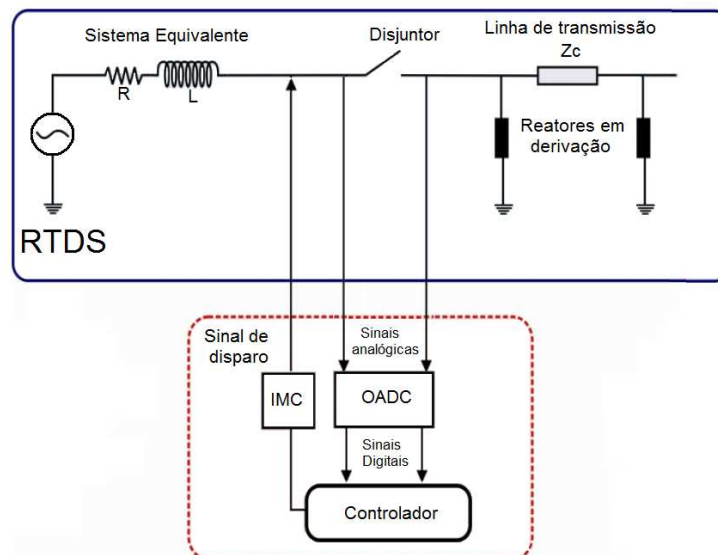 Sistema Equivalente
Disjuntor
Linha de transmissão
Zc
R
L
Reatores em
derivação
RTDS
Sinal de
disparo
Sinais
analógicas
IMC
OADC
Sinais
Digitais
Controlador